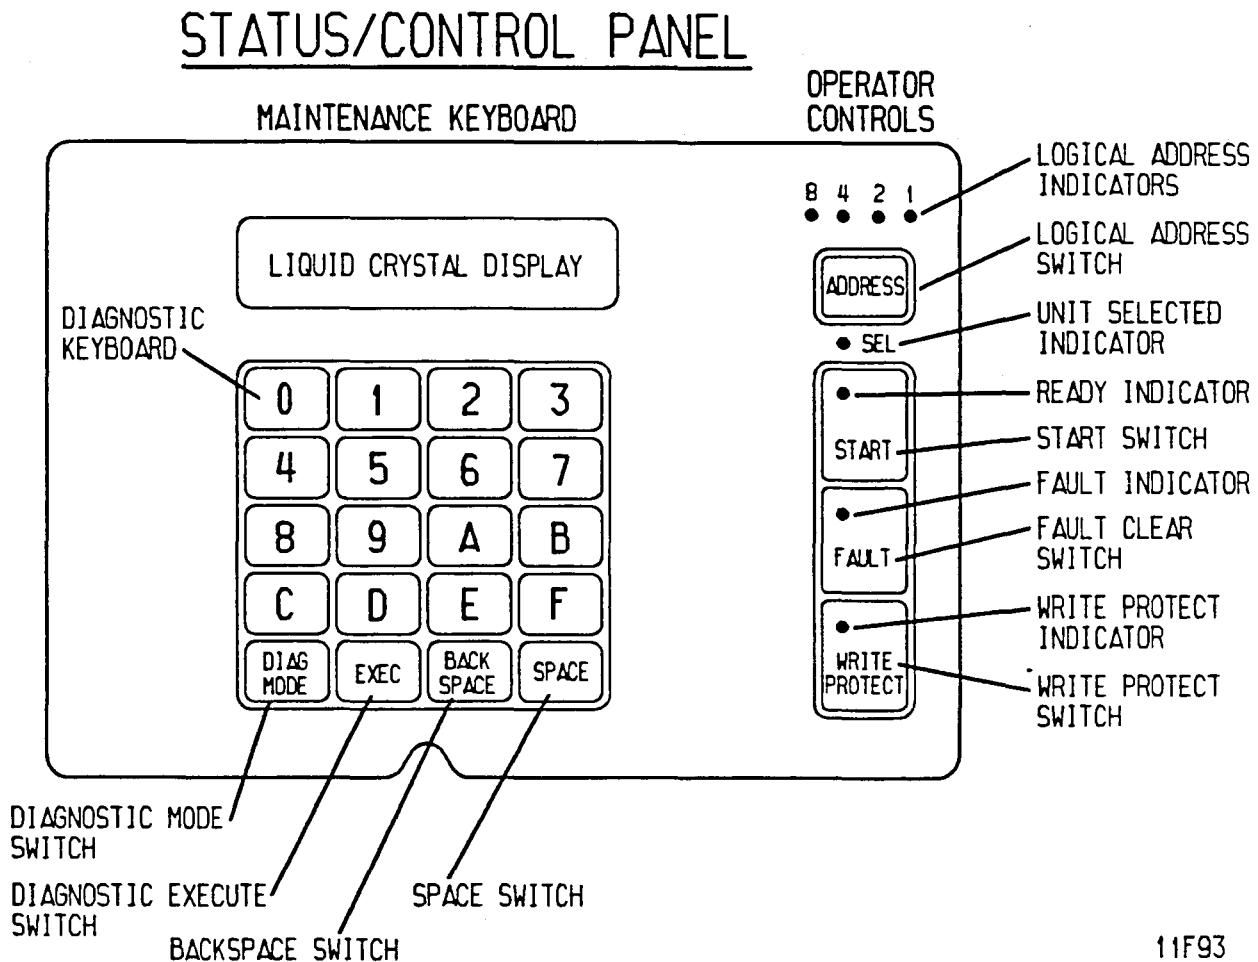 STATUS/CONTROL PANEL
MAINTENANCE KEYBOARD
OPERATOR
CONTROLS
LOGICAL ADDRESS
INDICATORS
8 4 2 1
LOGICAL ADDRESS
SWITCH
LIQUID CRYSTAL DISPLAY
ADDRESS
DIAGNOSTIC
KEYBOARD
UNIT SELECTED
INDICATOR
SEL
0 1 2 3
READY INDICATOR
START
START SWITCH
4 5 6 7
FAULT INDICATOR
8 9 A B
FAULT
FAULT CLEAR
SWITCH
C D E F
WRITE PROTECT
INDICATOR
DIAG
MODE
EXEC
BACK
SPACE
SPACE
WRITE
PROTECT
WRITE PROTECT
SWITCH
DIAGNOSTIC MODE
SWITCH
DIAGNOSTIC EXECUTE
SWITCH
SPACE SWITCH
BACKSPACE SWITCH
11F93